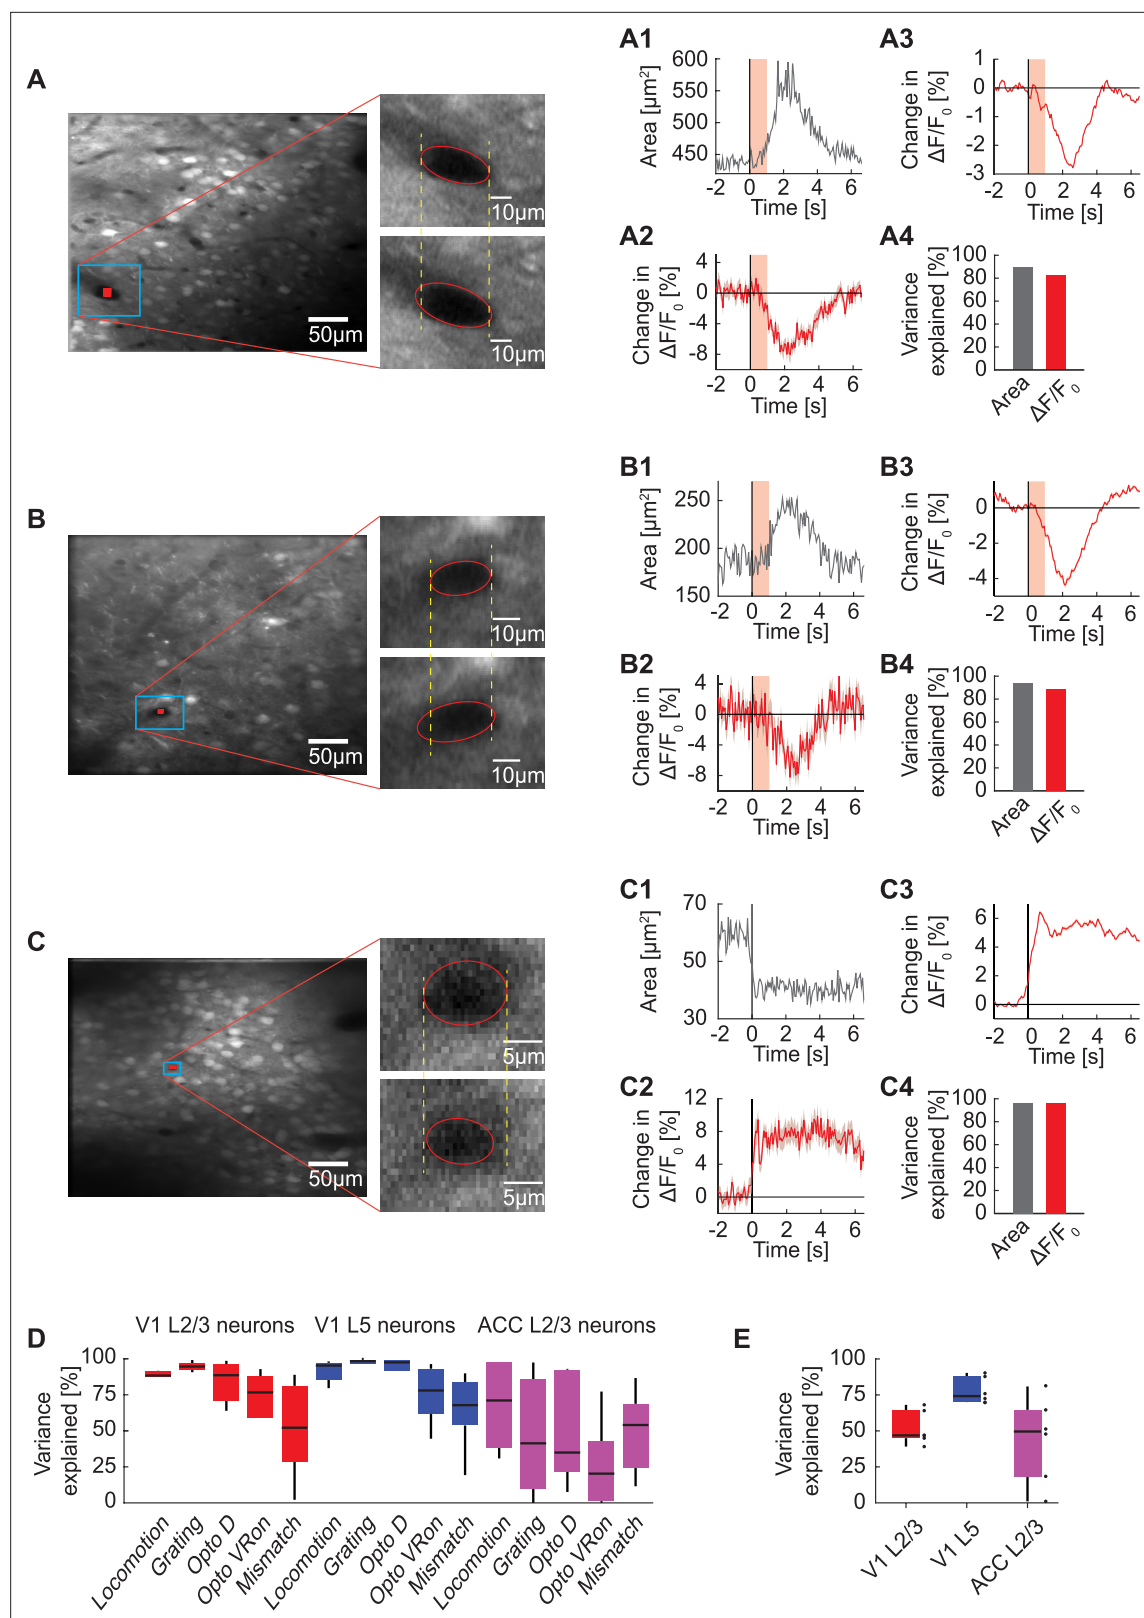 A
50µm
10µm
10µm
A1
Area [µm²]
600
550
500
450
-2 0 2 4 6
Time [s]
A3
Change in
ΔF/F₀ [%]
1
0
-1
-2
-3
-2 0 2 4 6
Time [s]
A2
Change in
ΔF/F₀ [%]
4
0
-4
-8
-2 0 2 4 6
Time [s]
A4
Variance
explained [%]
100
80
60
40
20
0
Area
ΔF/F₀
B
50µm
10µm
10µm
B1
Area [µm²]
250
200
150
-2 0 2 4 6
Time [s]
B3
Change in
ΔF/F₀ [%]
0
-2
-4
-2 0 2 4 6
Time [s]
B2
Change in
ΔF/F₀ [%]
4
0
-4
-8
-2 0 2 4 6
Time [s]
B4
Variance
explained [%]
100
80
60
40
20
0
Area
ΔF/F₀
C
50µm
5µm
5µm
C1
Area [µm²]
70
50
30
-2 0 2 4 6
Time [s]
C3
Change in
ΔF/F₀ [%]
6
4
2
0
-2 0 2 4 6
Time [s]
C2
Change in
ΔF/F₀ [%]
12
8
4
0
-2 0 2 4 6
Time [s]
C4
Variance
explained [%]
100
80
60
40
20
0
Area
ΔF/F₀
D
V1 L2/3 neurons V1 L5 neurons ACC L2/3 neurons
Variance
explained [%]
100
75
50
25
0
Locomotion
Grating
Opto D
Opto VRon
Mismatch
Locomotion
Grating
Opto D
Opto VRon
Mismatch
Locomotion
Grating
Opto D
Opto VRon
Mismatch
E
Variance
explained [%]
100
75
50
25
0
V1 L2/3
V1 L5
ACC L2/3